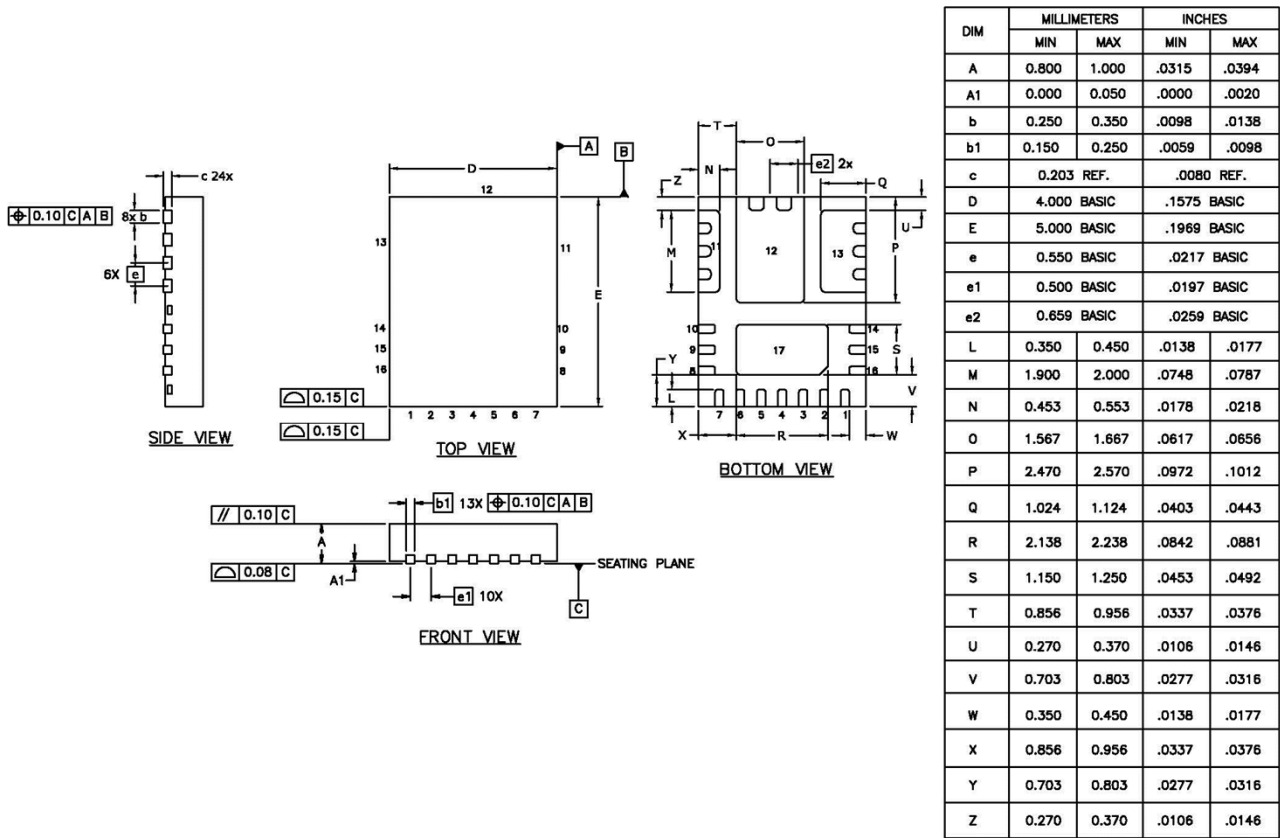 c 24x
⌖ 0.10 C A B
8x b
6X e
SIDE VIEW
D
A
B
12
13
11
E
14
10
15
9
16
8
⌓ 0.15 C
⌓ 0.15 C
1 2 3 4 5 6 7
TOP VIEW
T
O
N
e2 2x
Z
Q
U
M
11
12
13
P
10
14
9
17
15
S
8
16
Y
L
V
7 6 5 4 3 2 1
X
R
W
BOTTOM VIEW
b1 13X ⌖ 0.10 C A B
// 0.10 C
A
⌓ 0.08 C
A1
SEATING PLANE
e1 10X
C
FRONT VIEW
DIM MILLIMETERS INCHES
MIN MAX MIN MAX
A 0.800 1.000 .0315 .0394
A1 0.000 0.050 .0000 .0020
b 0.250 0.350 .0098 .0138
b1 0.150 0.250 .0059 .0098
c 0.203 REF. .0080 REF.
D 4.000 BASIC .1575 BASIC
E 5.000 BASIC .1969 BASIC
e 0.550 BASIC .0217 BASIC
e1 0.500 BASIC .0197 BASIC
e2 0.659 BASIC .0259 BASIC
L 0.350 0.450 .0138 .0177
M 1.900 2.000 .0748 .0787
N 0.453 0.553 .0178 .0218
O 1.567 1.667 .0617 .0656
P 2.470 2.570 .0972 .1012
Q 1.024 1.124 .0403 .0443
R 2.138 2.238 .0842 .0881
S 1.150 1.250 .0453 .0492
T 0.856 0.956 .0337 .0376
U 0.270 0.370 .0106 .0146
V 0.703 0.803 .0277 .0316
W 0.350 0.450 .0138 .0177
X 0.856 0.956 .0337 .0376
Y 0.703 0.803 .0277 .0316
Z 0.270 0.370 .0106 .0146